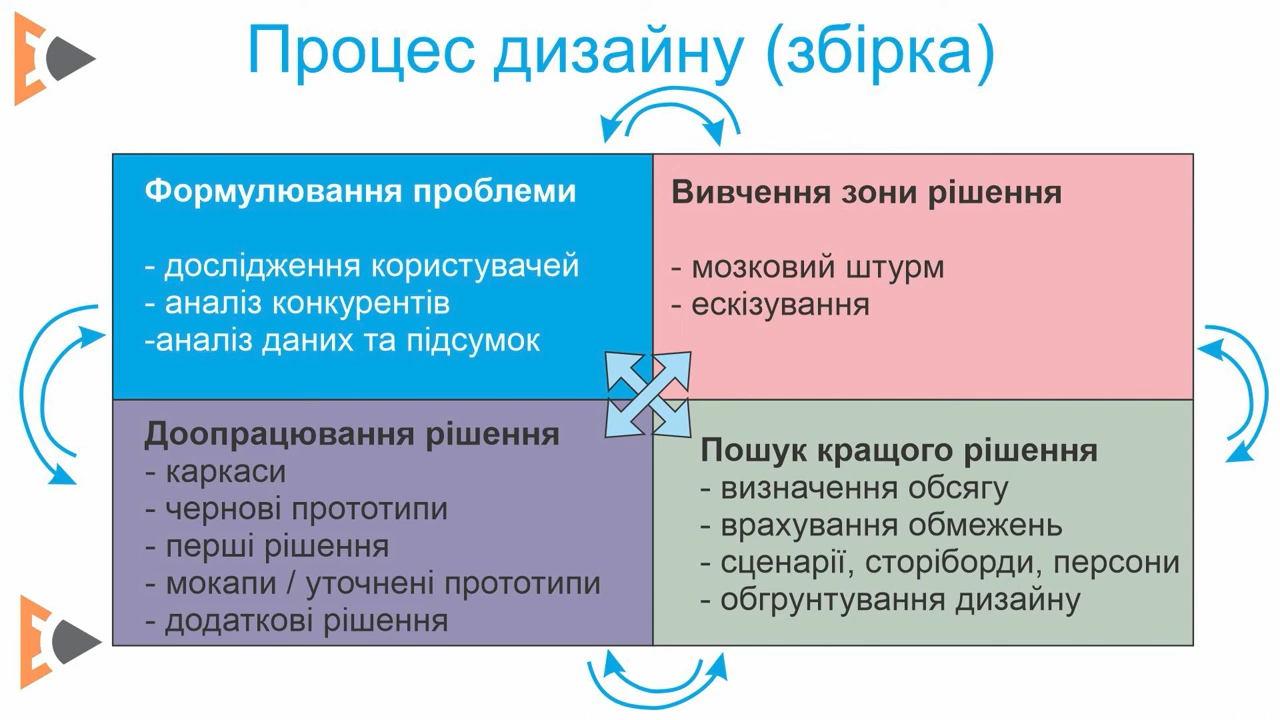 Процес дизайну (збірка)
Формулювання проблеми
- дослідження користувачей
- аналіз конкурентів
-аналіз даних та підсумок
Вивчення зони рішення
- мозковий штурм
- ескізування
Доопрацювання рішення
- каркаси
- чернові прототипи
- перші рішення
- мокапи / уточнені прототипи
- додаткові рішення
Пошук кращого рішення
- визначення обсягу
- врахування обмежень
- сценарії, сторіборди, персони
- обгрунтування дизайну